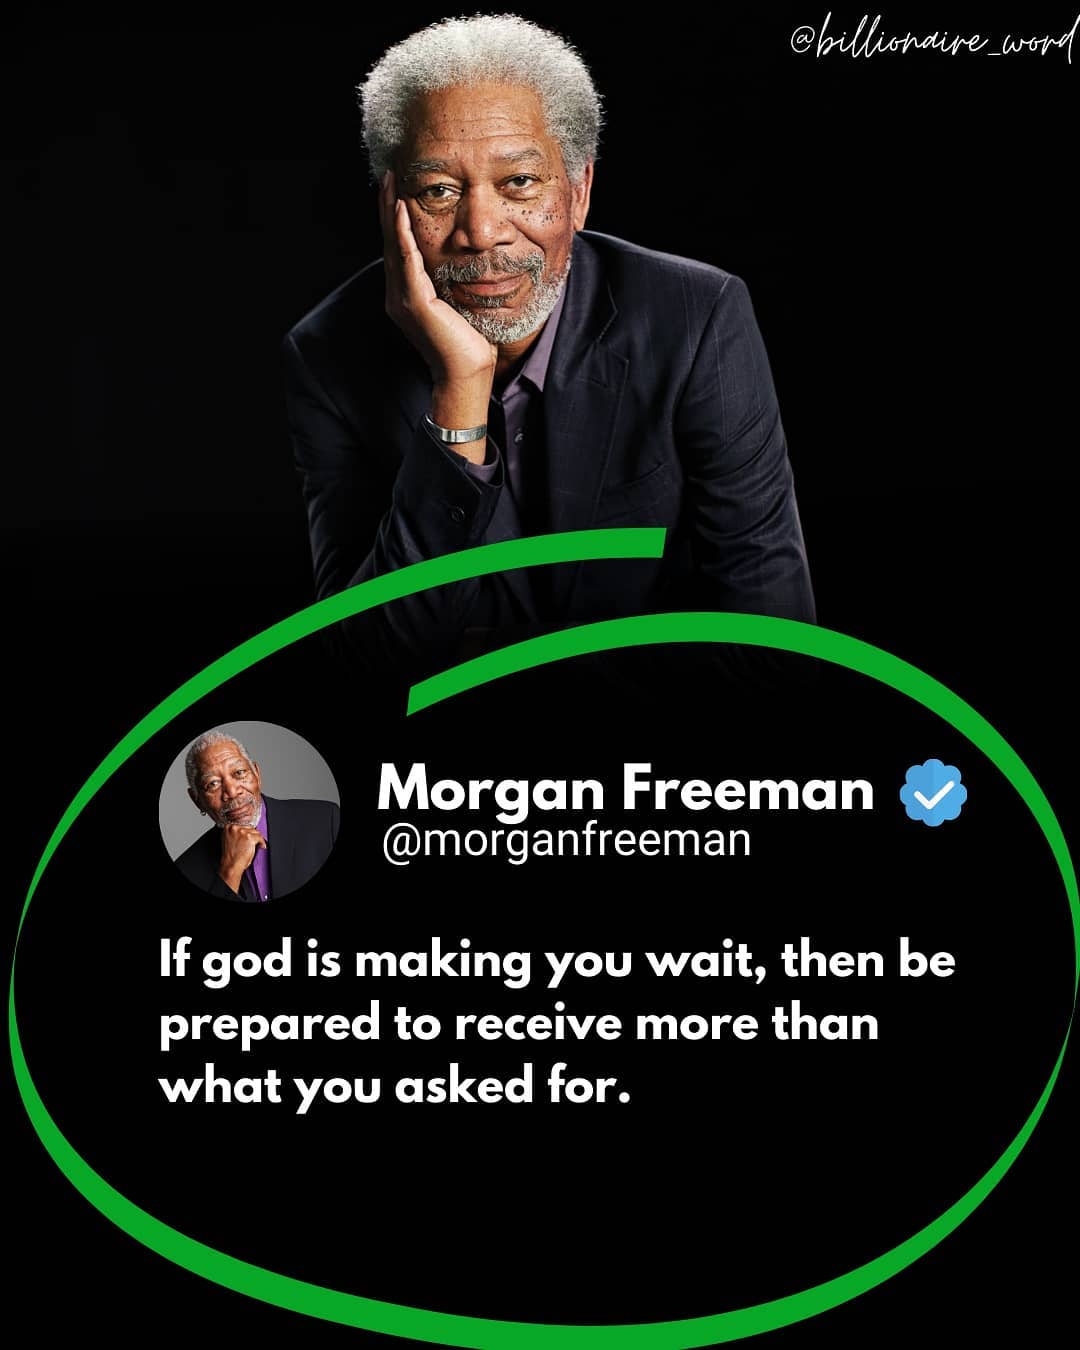 @billionaire_word
Morgan Freeman
@morganfreeman
If god is making you wait, then be
prepared to receive more than
what you asked for.